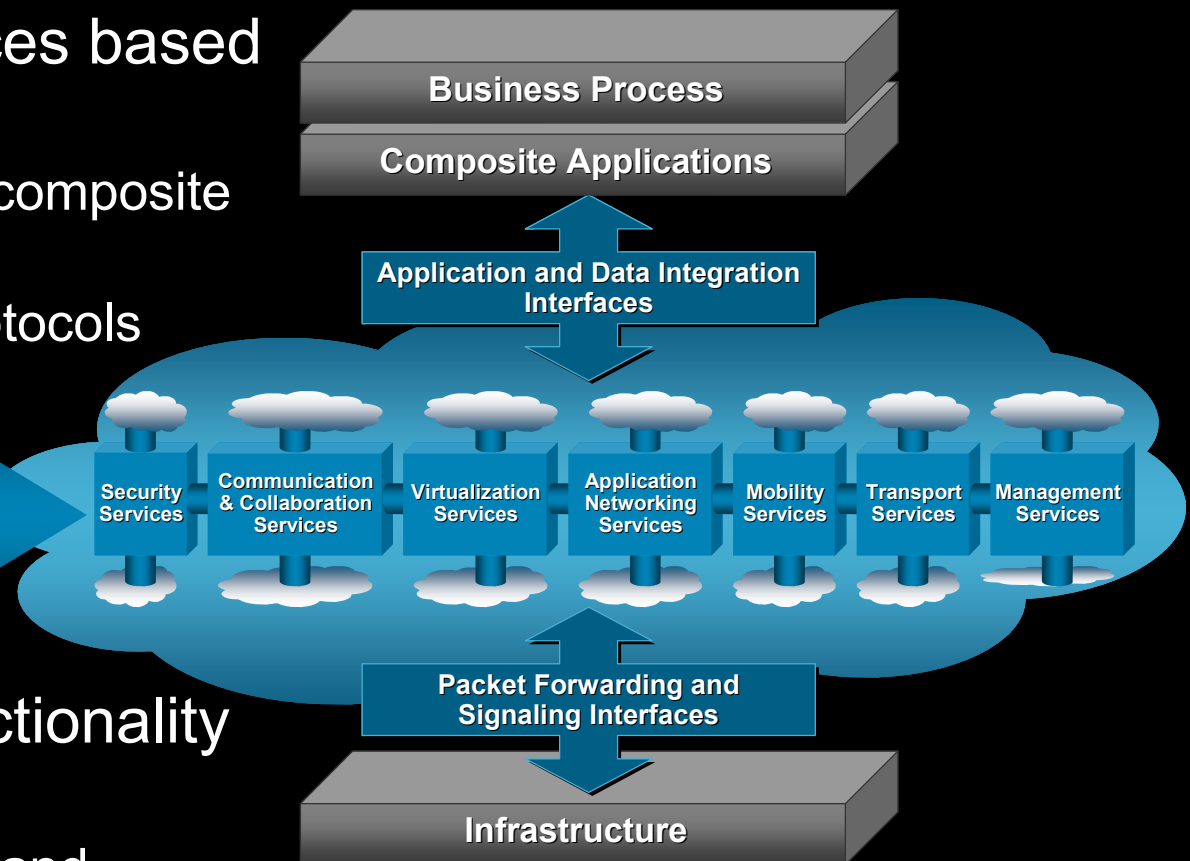 ces based
composite
tocols
ctionality
and
Business Process
Composite Applications
Application and Data Integration
Interfaces
Security
Services
Communication
& Collaboration
Services
Virtualization
Services
Application
Networking
Services
Mobility
Services
Transport
Services
Management
Services
Packet Forwarding and
Signaling Interfaces
Infrastructure